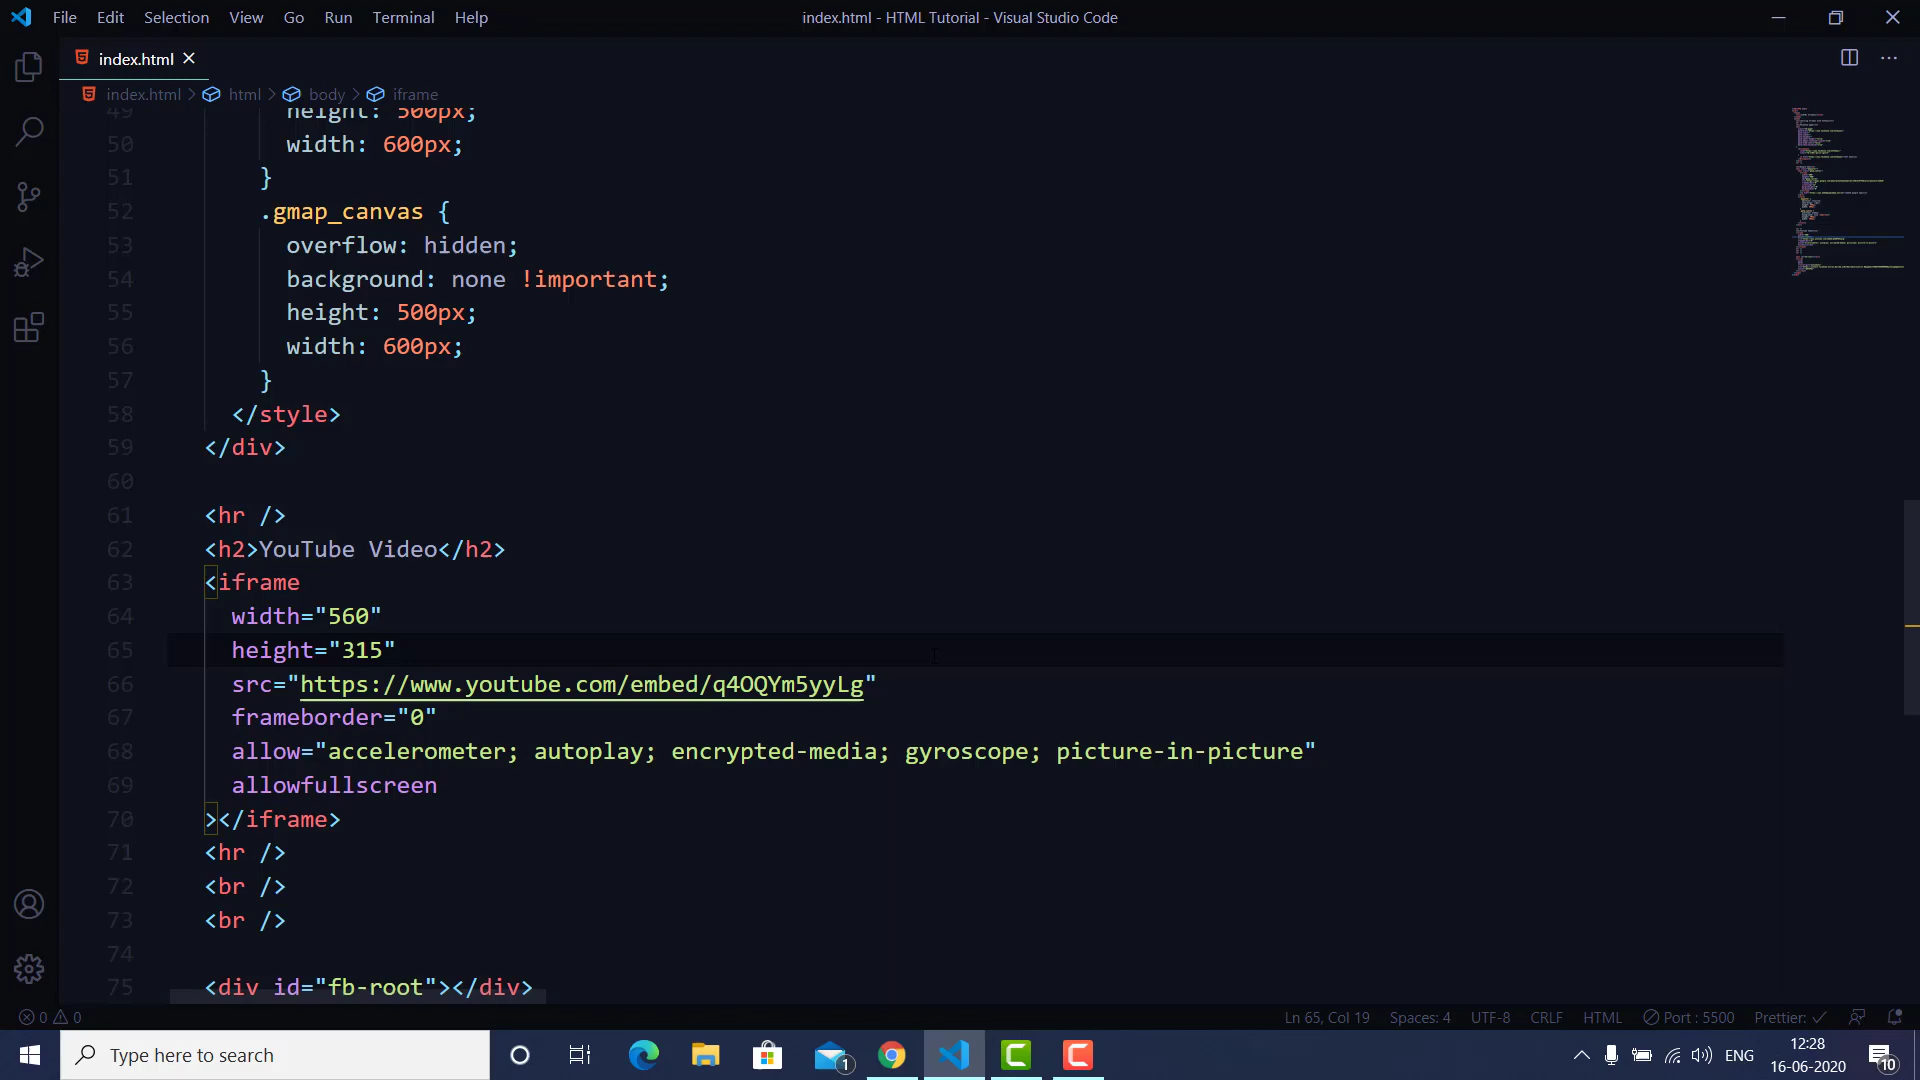 File Edit Selection View Go Run Terminal Help
index.html - HTML Tutorial - Visual Studio Code
index.html
index.html > html > body > iframe
49 height: 500px;
50 width: 600px;
51 }
52 .gmap_canvas {
53 overflow: hidden;
54 background: none !important;
55 height: 500px;
56 width: 600px;
57 }
58 </style>
59 </div>
60
61 <hr />
62 <h2>YouTube Video</h2>
63 <iframe
64 width="560"
65 height="315"
66 src="https://www.youtube.com/embed/q4OQYm5yyLg"
67 frameborder="0"
68 allow="accelerometer; autoplay; encrypted-media; gyroscope; picture-in-picture"
69 allowfullscreen
70 ></iframe>
71 <hr />
72 <br />
73 <br />
74
75 <div id="fb-root"></div>
0 0
Ln 65, Col 19 Spaces: 4 UTF-8 CRLF HTML Port : 5500 Prettier: ✓
Type here to search
1
ENG
12:28
16-06-2020
10